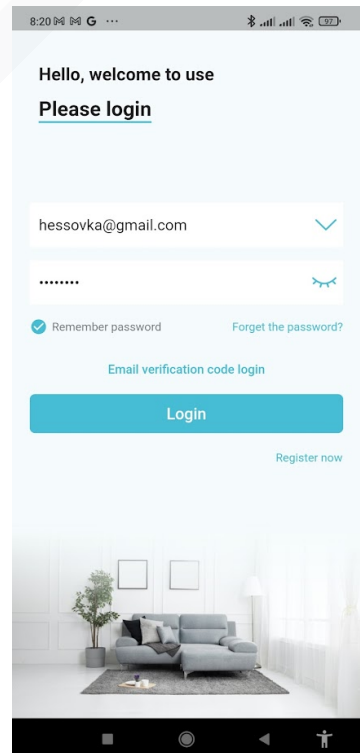 8:20 M M G ...
97
Hello, welcome to use
Please login
hessovka@gmail.com
••••••••
Remember password
Forget the password?
Email verification code login
Login
Register now